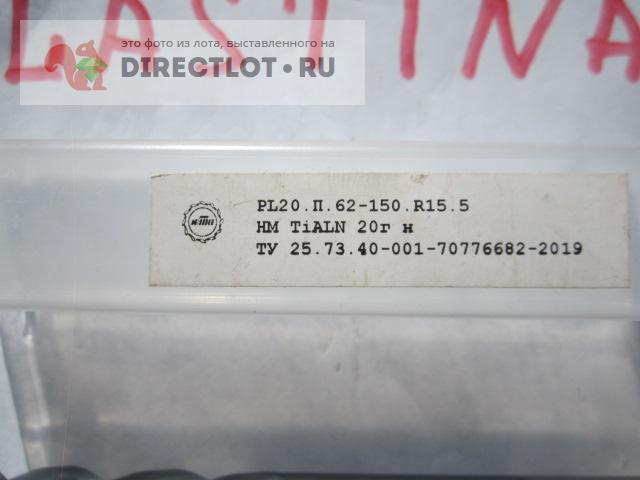 LASTINA
это фото из лота, выставленного на
DIRECTLOT.RU
PL20.П.62-150.R15.5
HM TiALN 20г н
ТУ 25.73.40-001-70776682-2019